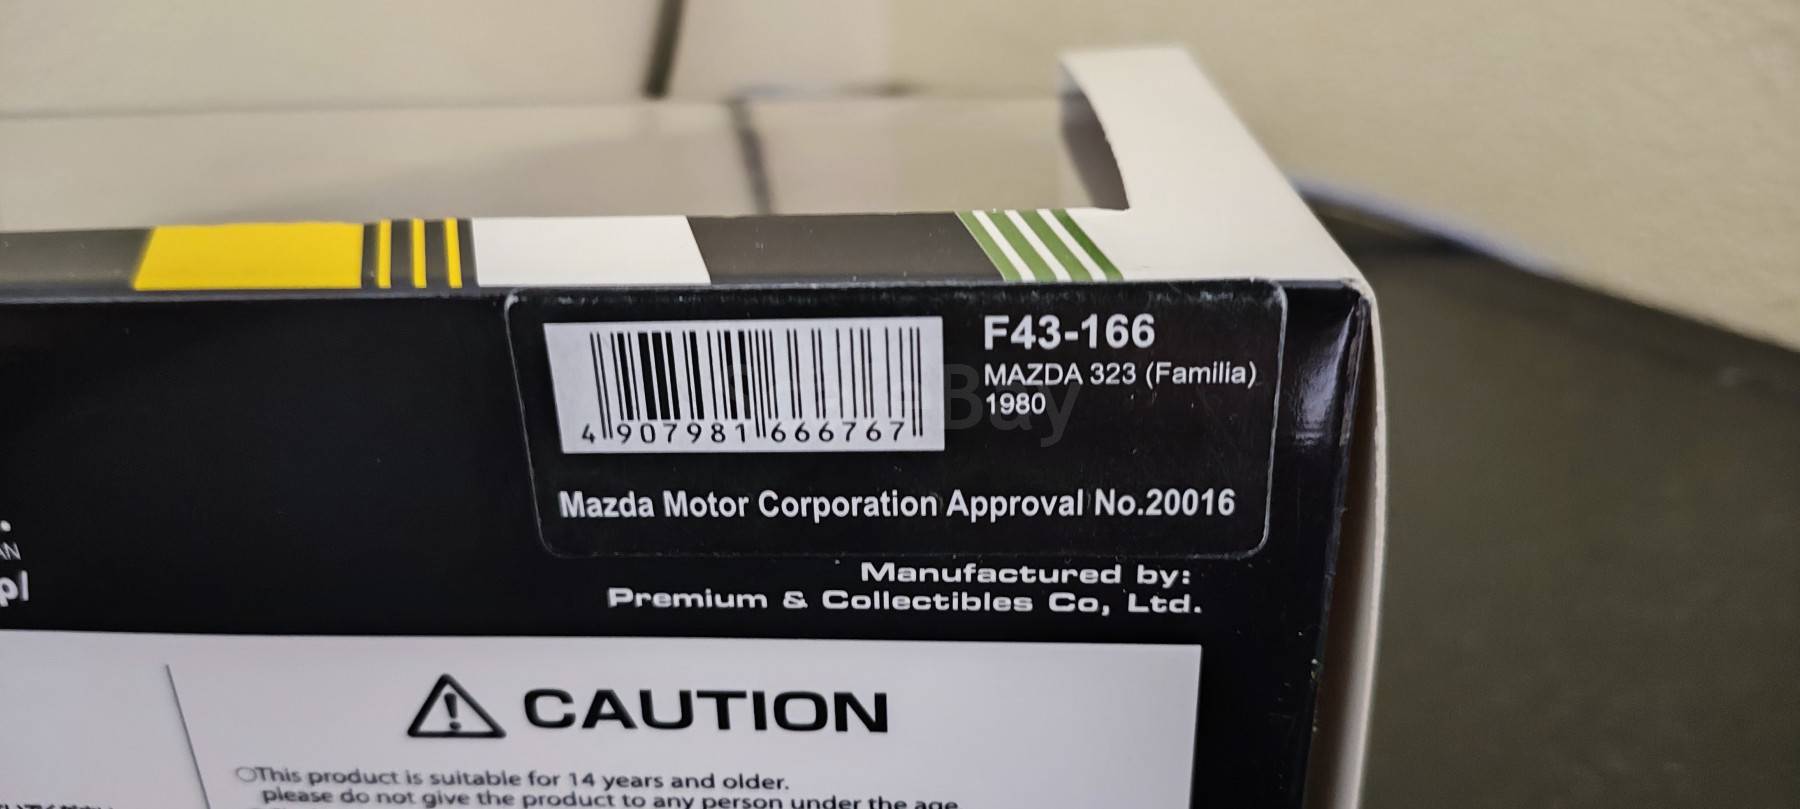 F43-166
MAZDA 323 (Familia)
1980
4 907981 666767
Mazda Motor Corporation Approval No.20016
AN
pl
Manufactured by:
Premium & Collectibles Co, Ltd.
CAUTION
○This product is suitable for 14 years and older.
please do not give the product to any person under the age